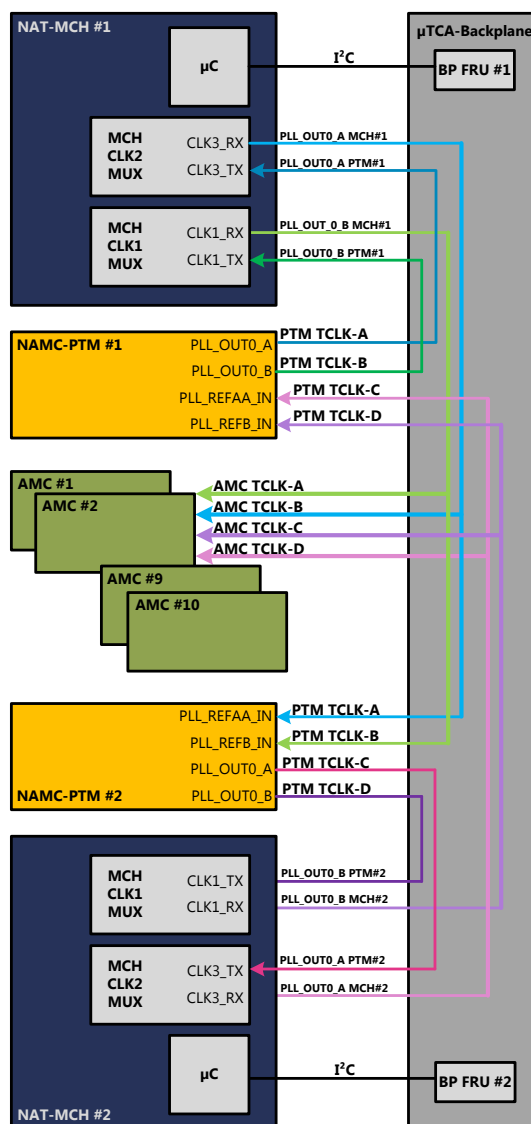 NAT-MCH #1
µTCA-Backplane
µC
I²C
BP FRU #1
MCH
CLK2
MUX
CLK3_RX
CLK3_TX
PLL_OUT0_A MCH#1
PLL_OUT0_A PTM#1
MCH
CLK1
MUX
CLK1_RX
CLK1_TX
PLL_OUT_0_B MCH#1
PLL_OUT0_B PTM#1
NAMC-PTM #1
PLL_OUT0_A
PLL_OUT0_B
PLL_REFAA_IN
PLL_REFB_IN
PTM TCLK-A
PTM TCLK-B
PTM TCLK-C
PTM TCLK-D
AMC #1
AMC #2
AMC #9
AMC #10
AMC TCLK-A
AMC TCLK-B
AMC TCLK-C
AMC TCLK-D
PLL_REFAA_IN
PLL_REFB_IN
PLL_OUT0_A
PLL_OUT0_B
NAMC-PTM #2
PTM TCLK-A
PTM TCLK-B
PTM TCLK-C
PTM TCLK-D
MCH
CLK1
MUX
CLK1_TX
CLK1_RX
PLL_OUT0_B PTM#2
PLL_OUT0_B MCH#2
MCH
CLK2
MUX
CLK3_TX
CLK3_RX
PLL_OUT0_A PTM#2
PLL_OUT0_A MCH#2
µC
I²C
BP FRU #2
NAT-MCH #2